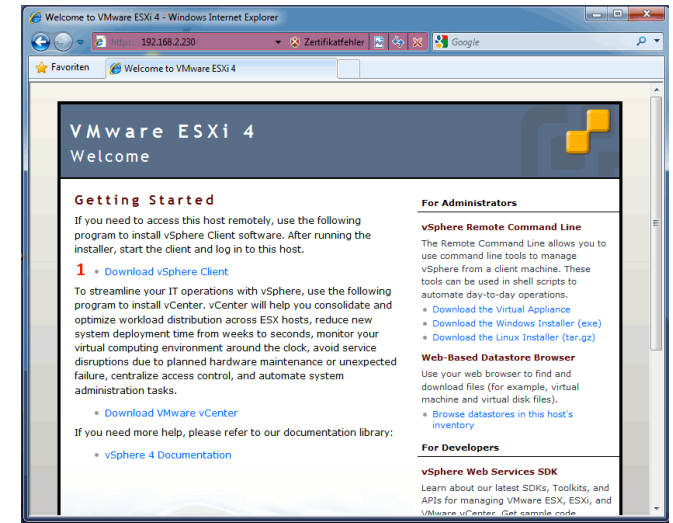 Welcome to VMware ESXi 4 - Windows Internet Explorer
https: 192.168.2.230
Zertifikatfehler
Google
Favoriten
Welcome to VMware ESXi 4
VMware ESXi 4
Welcome
Getting Started
If you need to access this host remotely, use the following
program to install vSphere Client software. After running the
installer, start the client and log in to this host.
1 • Download vSphere Client
To streamline your IT operations with vSphere, use the following
program to install vCenter. vCenter will help you consolidate and
optimize workload distribution across ESX hosts, reduce new
system deployment time from weeks to seconds, monitor your
virtual computing environment around the clock, avoid service
disruptions due to planned hardware maintenance or unexpected
failure, centralize access control, and automate system
administration tasks.
• Download VMware vCenter
If you need more help, please refer to our documentation library:
• vSphere 4 Documentation
For Administrators
vSphere Remote Command Line
The Remote Command Line allows you to
use command line tools to manage
vSphere from a client machine. These
tools can be used in shell scripts to
automate day-to-day operations.
• Download the Virtual Appliance
• Download the Windows Installer (exe)
• Download the Linux Installer (tar.gz)
Web-Based Datastore Browser
Use your web browser to find and
download files (for example, virtual
machine and virtual disk files).
• Browse datastores in this host's
inventory
For Developers
vSphere Web Services SDK
Learn about our latest SDKs, Toolkits, and
APIs for managing VMware ESX, ESXi, and
VMware vCenter. Get sample code